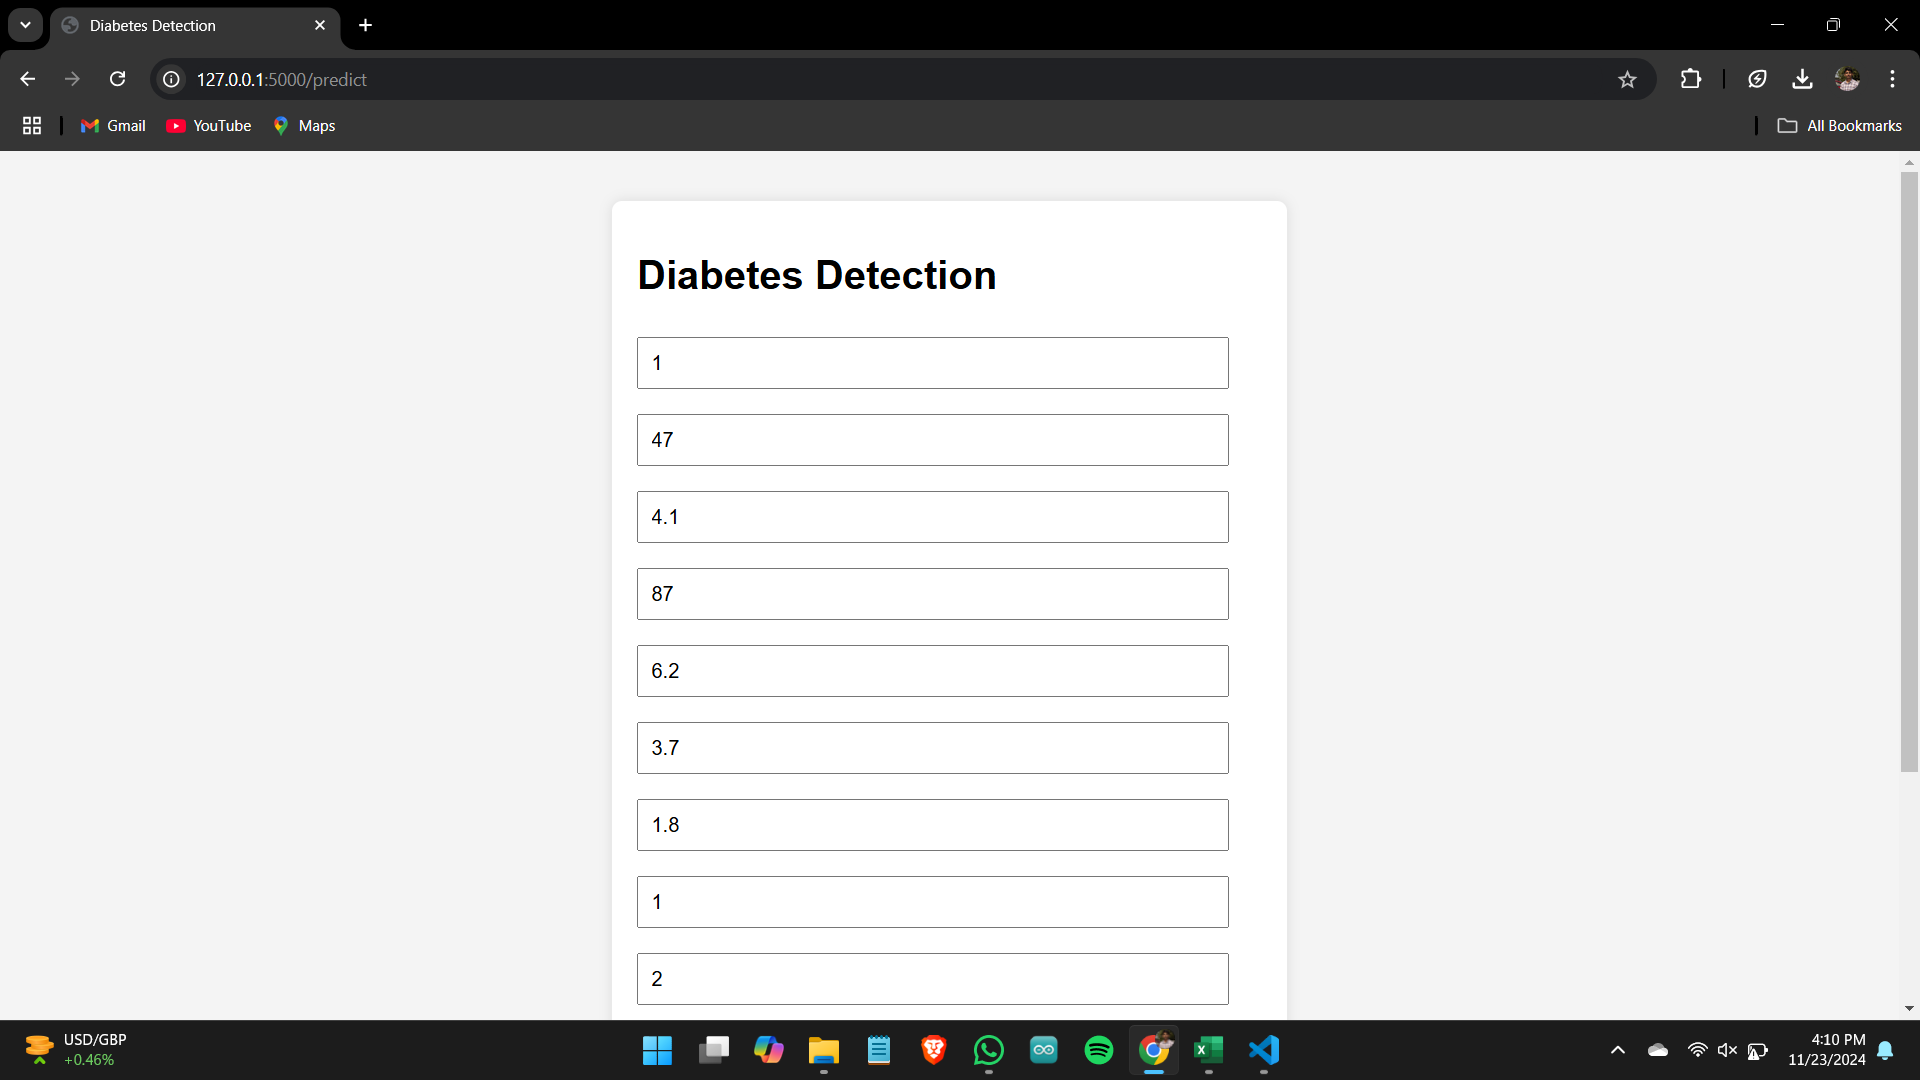 Diabetes Detection
127.0.0.1:5000/predict
Gmail
YouTube
Maps
All Bookmarks
Diabetes Detection
1
47
4.1
87
6.2
3.7
1.8
1
2
USD/GBP
+0.46%
4:10 PM
11/23/2024